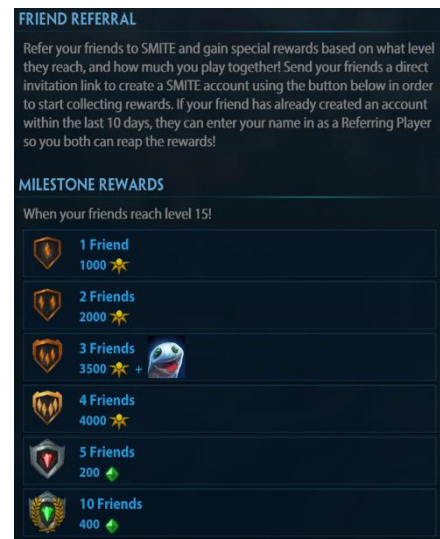 FRIEND REFERRAL
Refer your friends to SMITE and gain special rewards based on what level
they reach, and how much you play together! Send your friends a direct
invitation link to create a SMITE account using the button below in order
to start collecting rewards. If your friend has already created an account
within the last 10 days, they can enter your name in as a Referring Player
so you both can reap the rewards!
MILESTONE REWARDS
When your friends reach level 15!
1 Friend
1000
2 Friends
2000
3 Friends
3500 +
4 Friends
4000
5 Friends
200
10 Friends
400